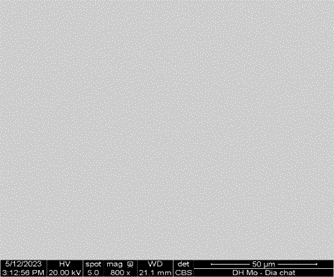 5/12/2023 HV spot mag WD det 50 µm
3:12:56 PM 20.00 kV 5.0 800 x 21.1 mm CBS DH Mo - Dia chat